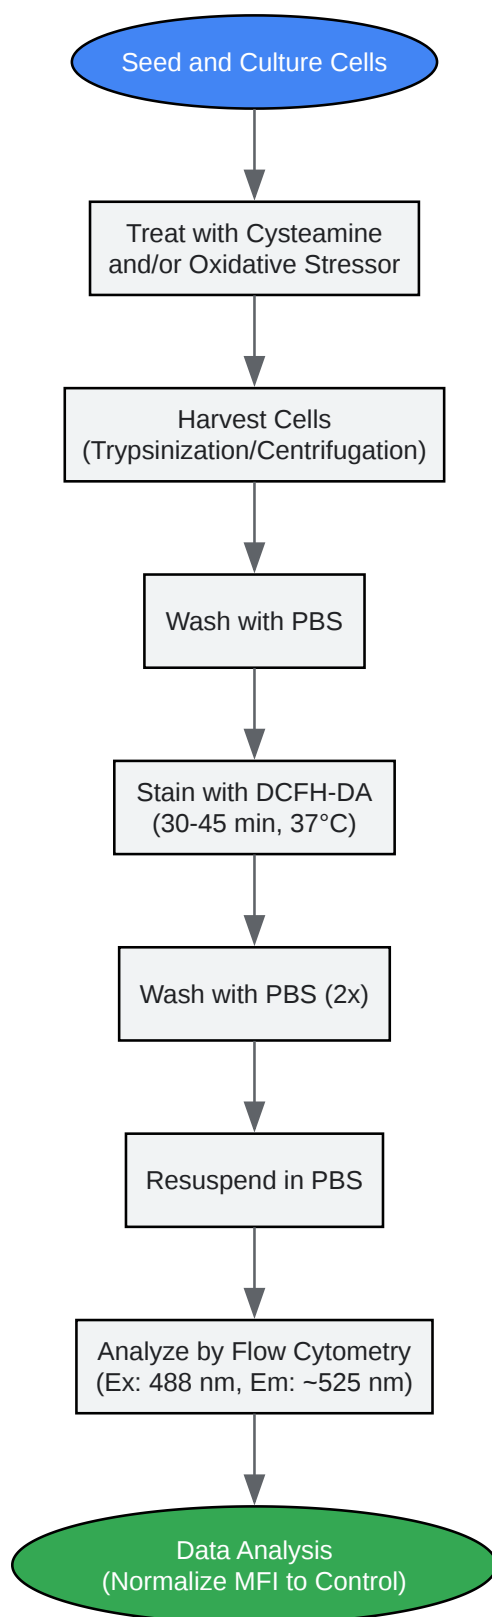 Seed and Culture Cells
Treat with Cysteamine
and/or Oxidative Stressor
Harvest Cells
(Trypsinization/Centrifugation)
Wash with PBS
Stain with DCFH-DA
(30-45 min, 37°C)
Wash with PBS (2x)
Resuspend in PBS
Analyze by Flow Cytometry
(Ex: 488 nm, Em: ~525 nm)
Data Analysis
(Normalize MFI to Control)